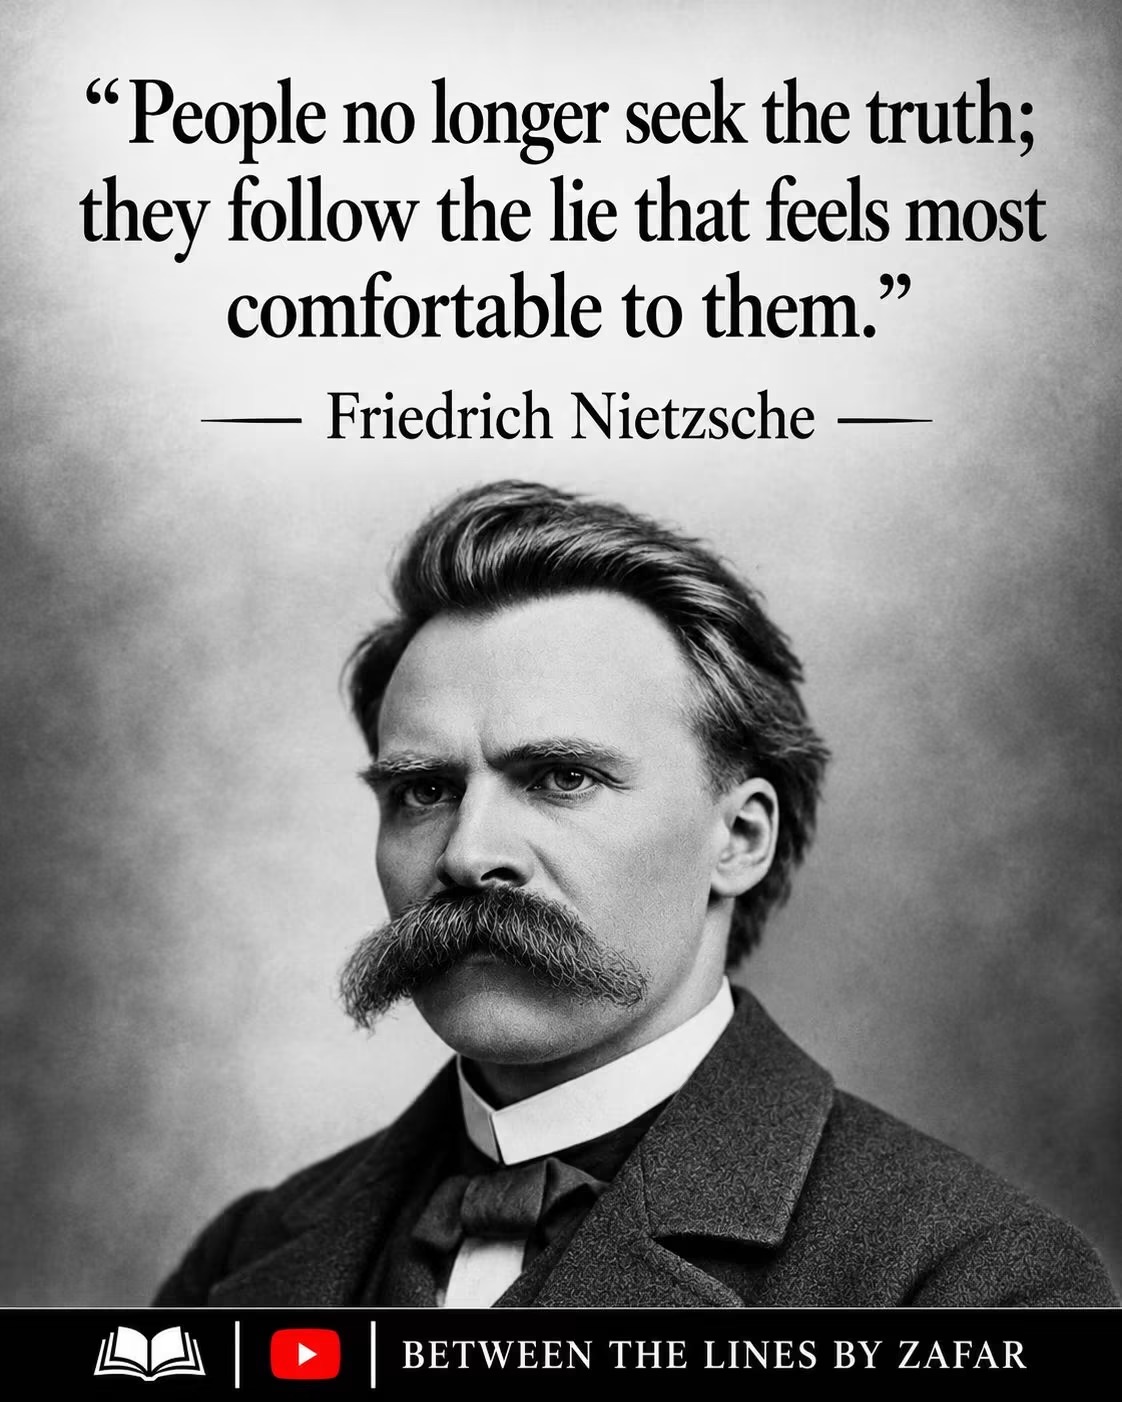 “People no longer seek the truth;
they follow the lie that feels most
comfortable to them.”
Friedrich Nietzsche
BETWEEN THE LINES BY ZAFAR